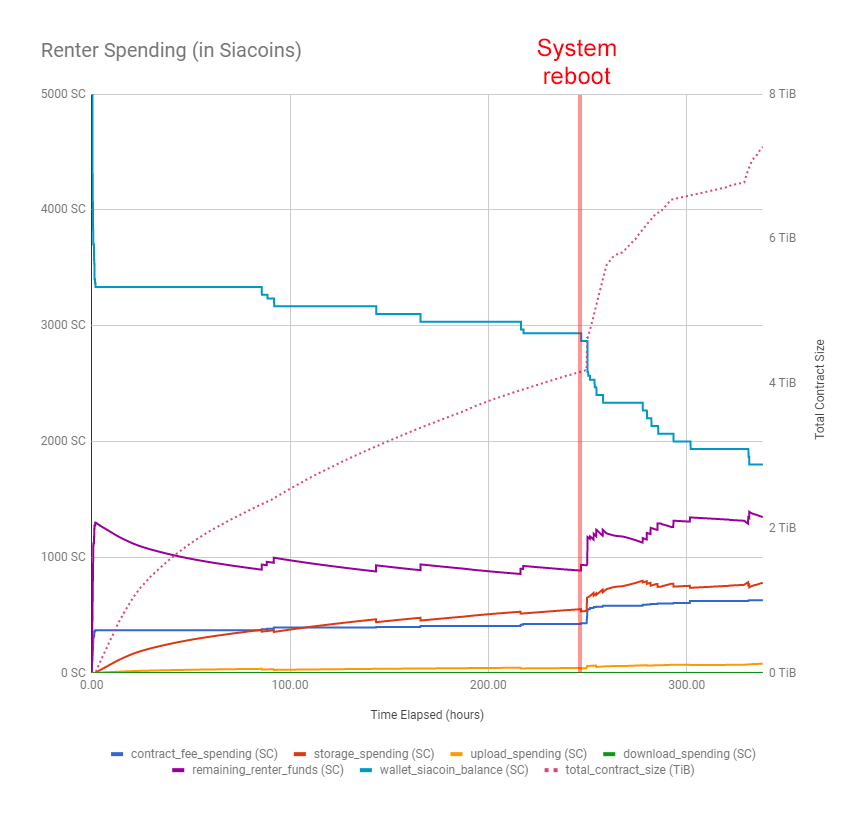 Renter Spending (in Siacoins)
System
reboot
5000 SC
8 TiB
4000 SC
6 TiB
3000 SC
4 TiB
2000 SC
2 TiB
1000 SC
0 SC
0 TiB
Total Contract Size
0.00
100.00
200.00
300.00
Time Elapsed (hours)
contract_fee_spending (SC)
storage_spending (SC)
upload_spending (SC)
download_spending (SC)
remaining_renter_funds (SC)
wallet_siacoin_balance (SC)
total_contract_size (TiB)